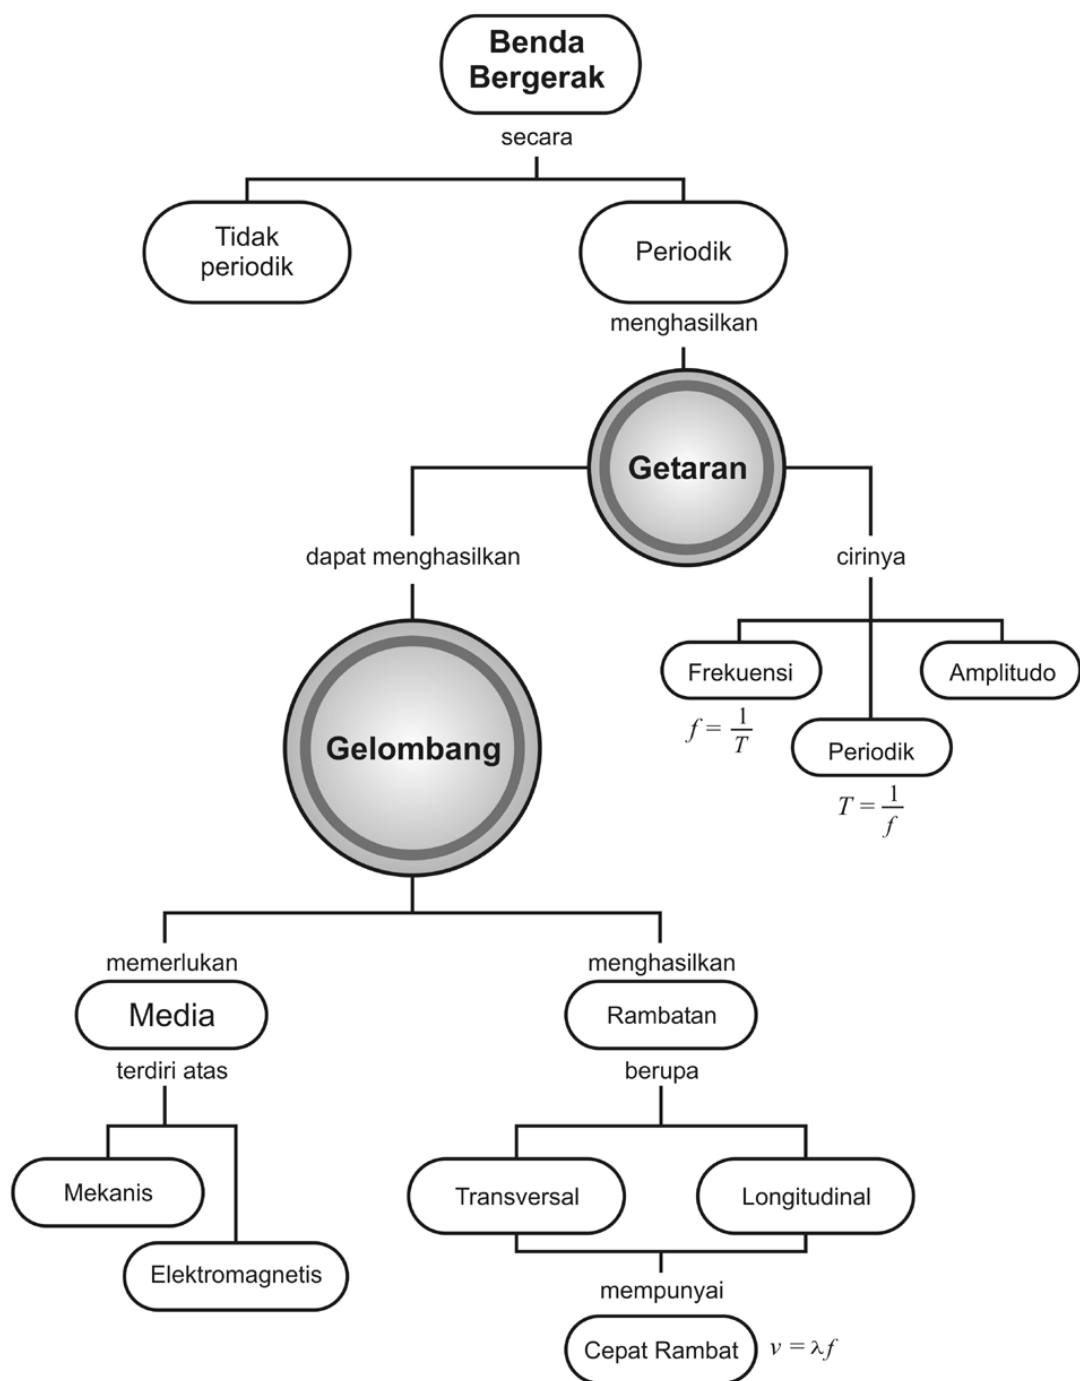 Benda
Bergerak
secara
Tidak
periodik
Periodik
menghasilkan
Getaran
dapat menghasilkan
cirinya
Frekuensi
f = 1/T
Periodik
T = 1/f
Amplitudo
Gelombang
memerlukan
Media
terdiri atas
Mekanis
Elektromagnetis
menghasilkan
Rambatan
berupa
Transversal
Longitudinal
mempunyai
Cepat Rambat
v = λf